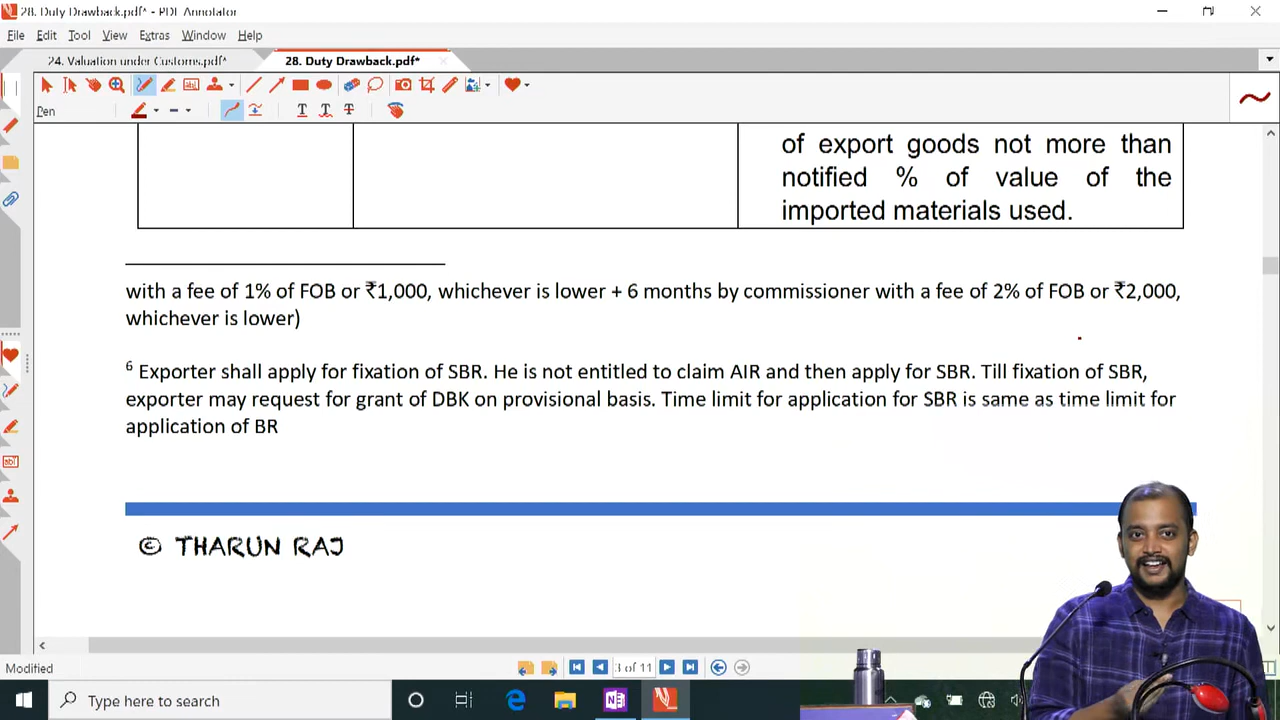 28. Duty Drawback.pdf* - PDF Annotator
File Edit Tool View Extras Window Help
24. Valuation under Customs.pdf* 28. Duty Drawback.pdf*
Pen
of export goods not more than
notified % of value of the
imported materials used.
with a fee of 1% of FOB or ₹1,000, whichever is lower + 6 months by commissioner with a fee of 2% of FOB or ₹2,000,
whichever is lower)
6 Exporter shall apply for fixation of SBR. He is not entitled to claim AIR and then apply for SBR. Till fixation of SBR,
exporter may request for grant of DBK on provisional basis. Time limit for application for SBR is same as time limit for
application of BR
© THARUN RAJ
3 of 11
Modified
Type here to search